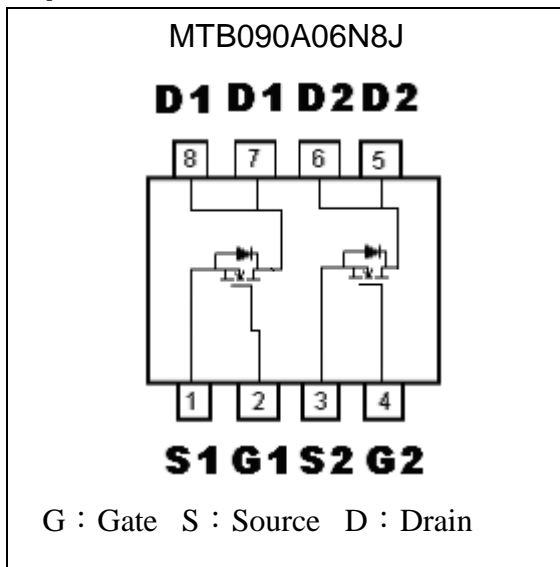 MTB090A06N8J
D1 D1 D2 D2
8 7 6 5
1 2 3 4
S1 G1 S2 G2
G：Gate S：Source D：Drain